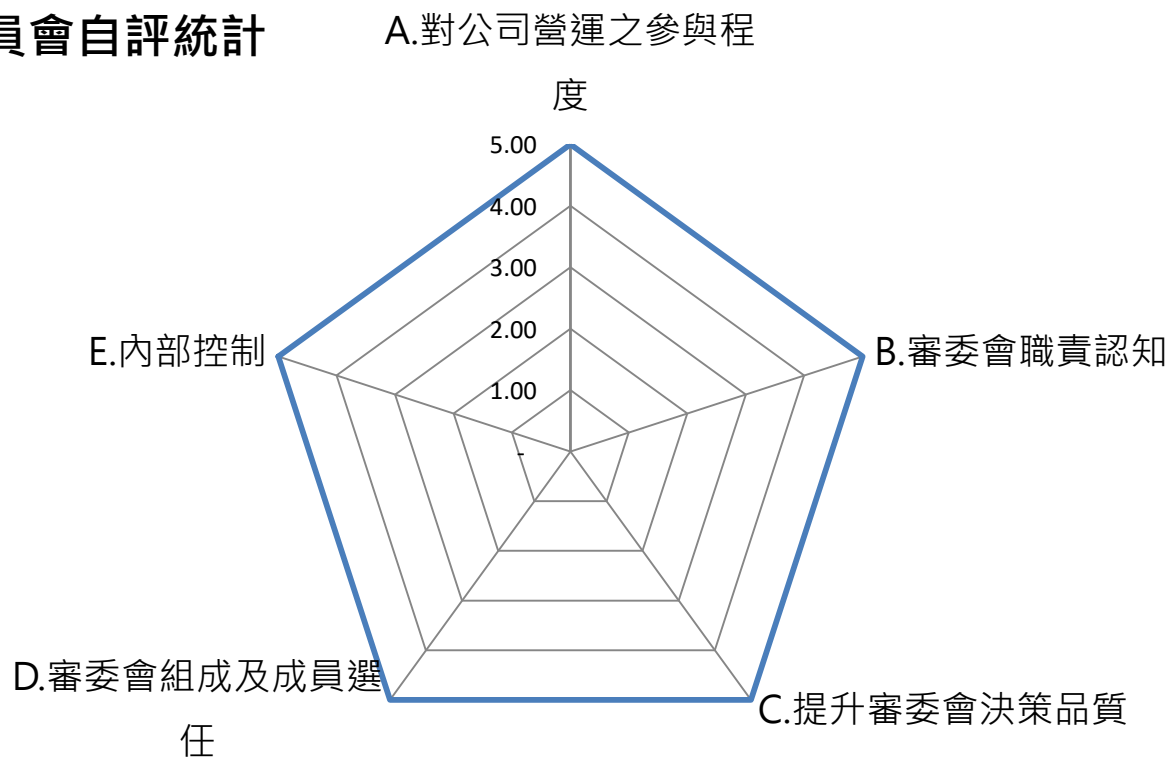 員會自評統計
A.對公司營運之參與程
度
5.00
4.00
3.00
2.00
1.00
-
E.內部控制
B.審委會職責認知
D.審委會組成及成員選
任
C.提升審委會決策品質